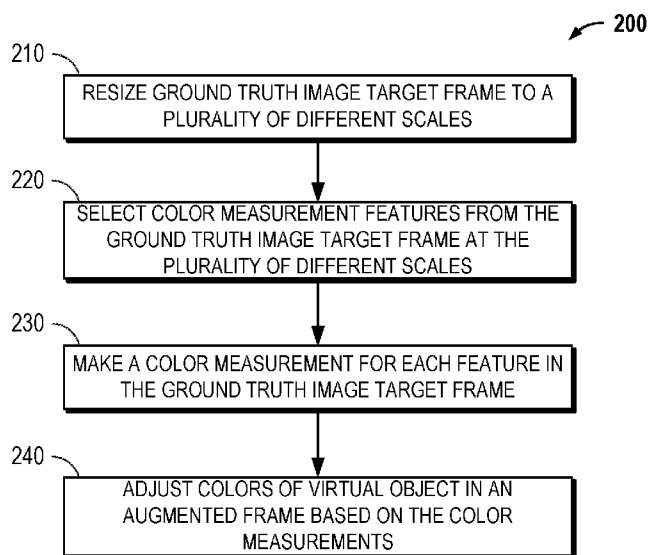 200
210
RESIZE GROUND TRUTH IMAGE TARGET FRAME TO A
PLURALITY OF DIFFERENT SCALES
220
SELECT COLOR MEASUREMENT FEATURES FROM THE
GROUND TRUTH IMAGE TARGET FRAME AT THE
PLURALITY OF DIFFERENT SCALES
230
MAKE A COLOR MEASUREMENT FOR EACH FEATURE IN
THE GROUND TRUTH IMAGE TARGET FRAME
240
ADJUST COLORS OF VIRTUAL OBJECT IN AN
AUGMENTED FRAME BASED ON THE COLOR
MEASUREMENTS